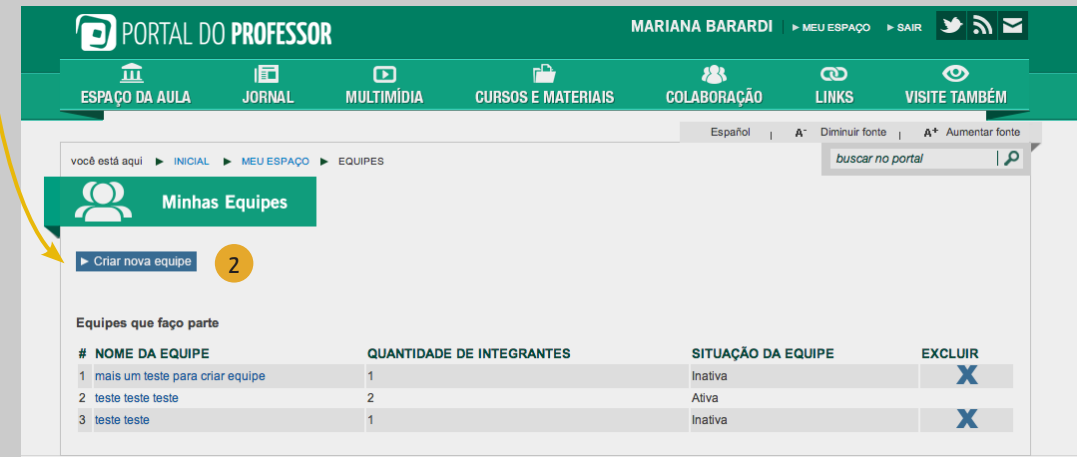 PORTAL DO PROFESSOR
MARIANA BARARDI | ▶ MEU ESPAÇO ▶ SAIR
ESPAÇO DA AULA JORNAL MULTIMÍDIA CURSOS E MATERIAIS COLABORAÇÃO LINKS VISITE TAMBÉM
Español | A- Diminuir fonte | A+ Aumentar fonte
você está aqui ▶ INICIAL ▶ MEU ESPAÇO ▶ EQUIPES
buscar no portal
Minhas Equipes
▶ Criar nova equipe 2
Equipes que faço parte
# NOME DA EQUIPE QUANTIDADE DE INTEGRANTES SITUAÇÃO DA EQUIPE EXCLUIR
1 mais um teste para criar equipe 1 Inativa X
2 teste teste teste 2 Ativa
3 teste teste 1 Inativa X